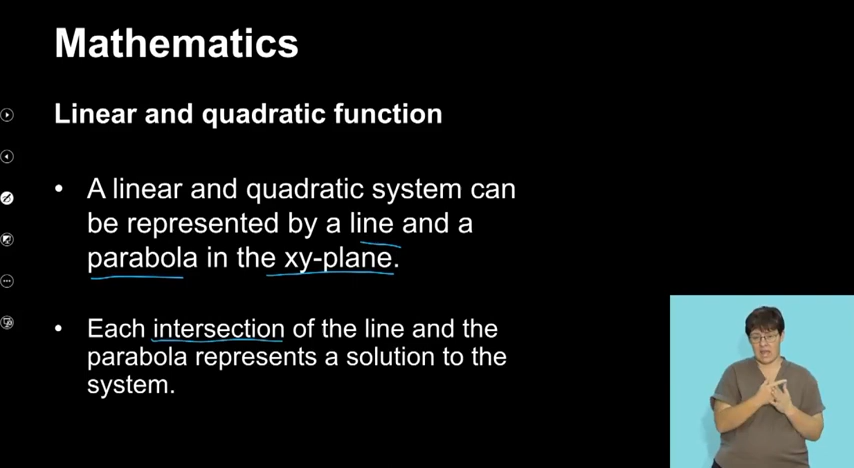 Mathematics
Linear and quadratic function
• A linear and quadratic system can
be represented by a line and a
parabola in the xy-plane.
• Each intersection of the line and the
parabola represents a solution to the
system.